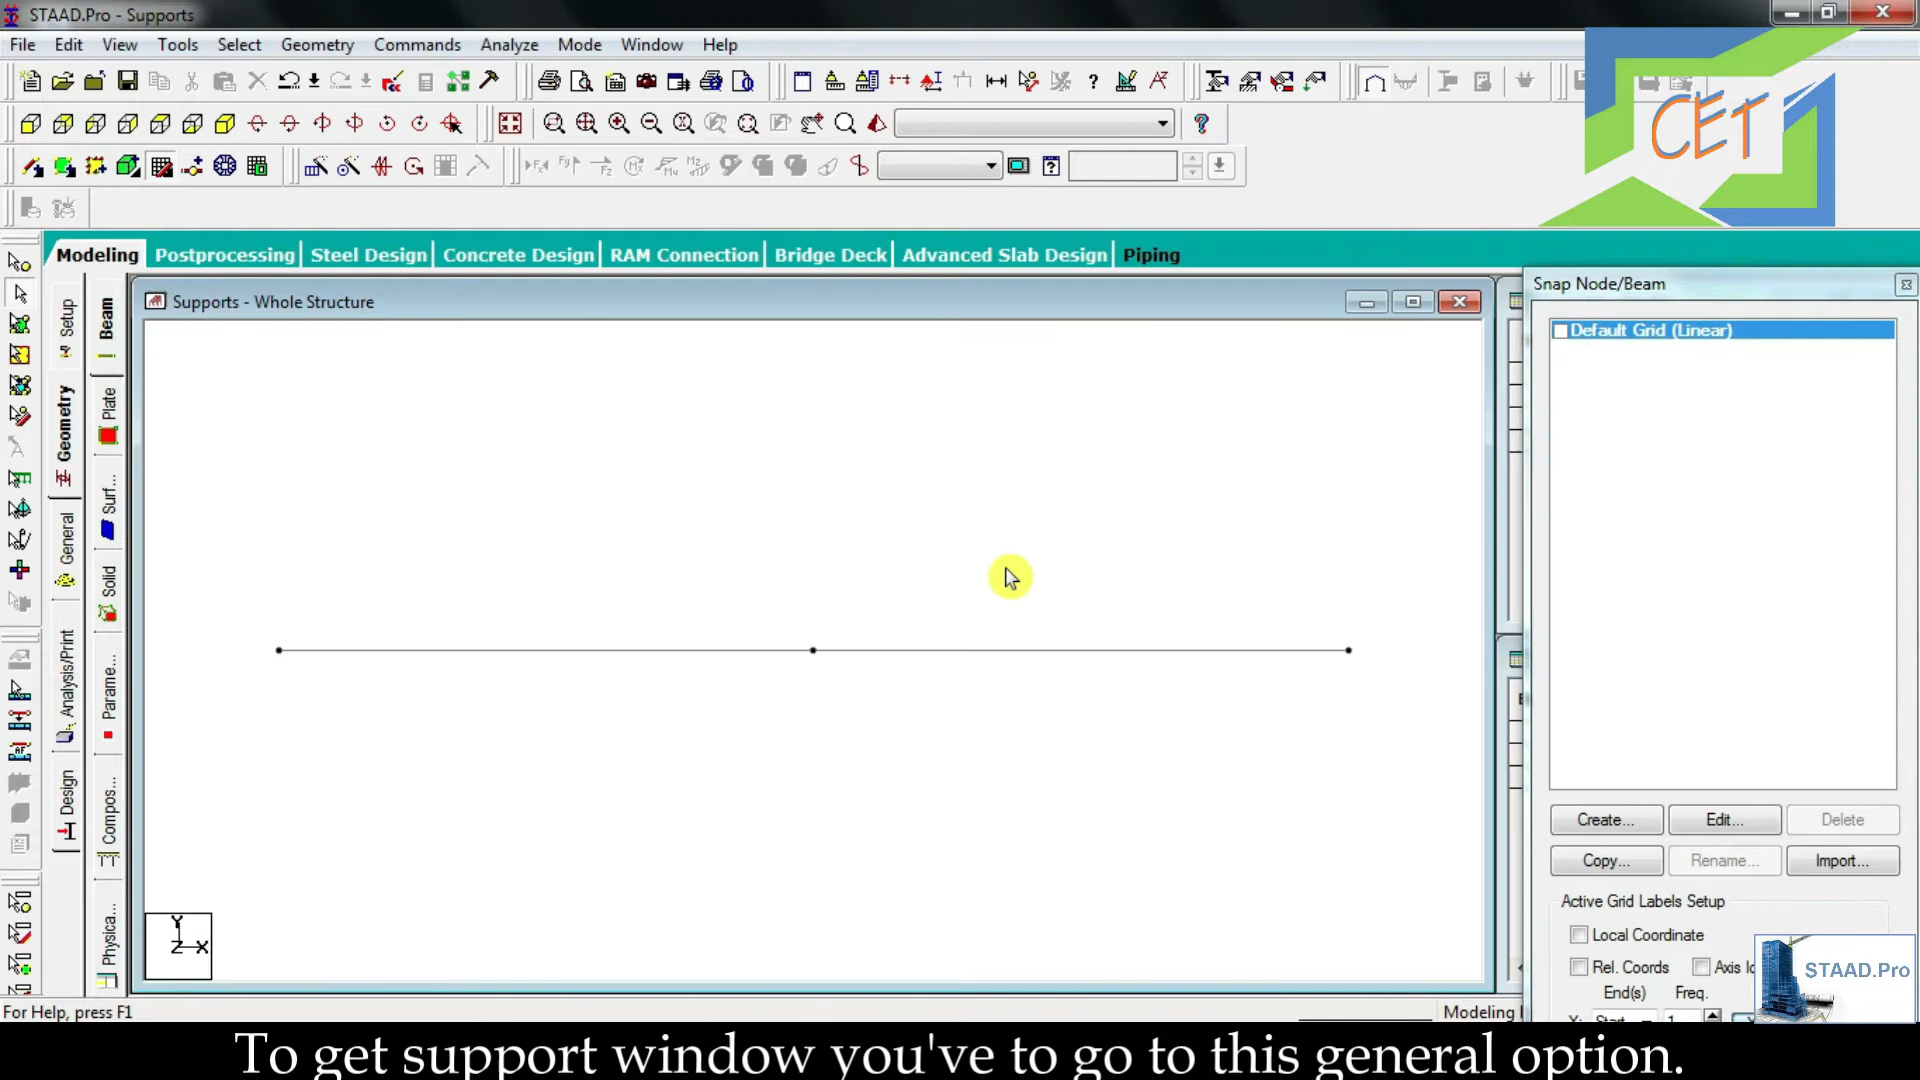 STAAD.Pro - Supports
File Edit View Tools Select Geometry Commands Analyze Mode Window Help
CET
Modeling Postprocessing Steel Design Concrete Design RAM Connection Bridge Deck Advanced Slab Design Piping
Setup
Geometry
General
Analysis/Print
Design
Beam
Plate
Surf...
Solid
Parame...
Compos...
Physica...
Supports - Whole Structure
Y
Z X
Snap Node/Beam
Default Grid (Linear)
Create... Edit... Delete
Copy... Rename... Import...
Active Grid Labels Setup
Local Coordinate
Rel. Coords
End(s) Freq.
STAAD.Pro
For Help, press F1
Modeling
To get support window you've to go to this general option.